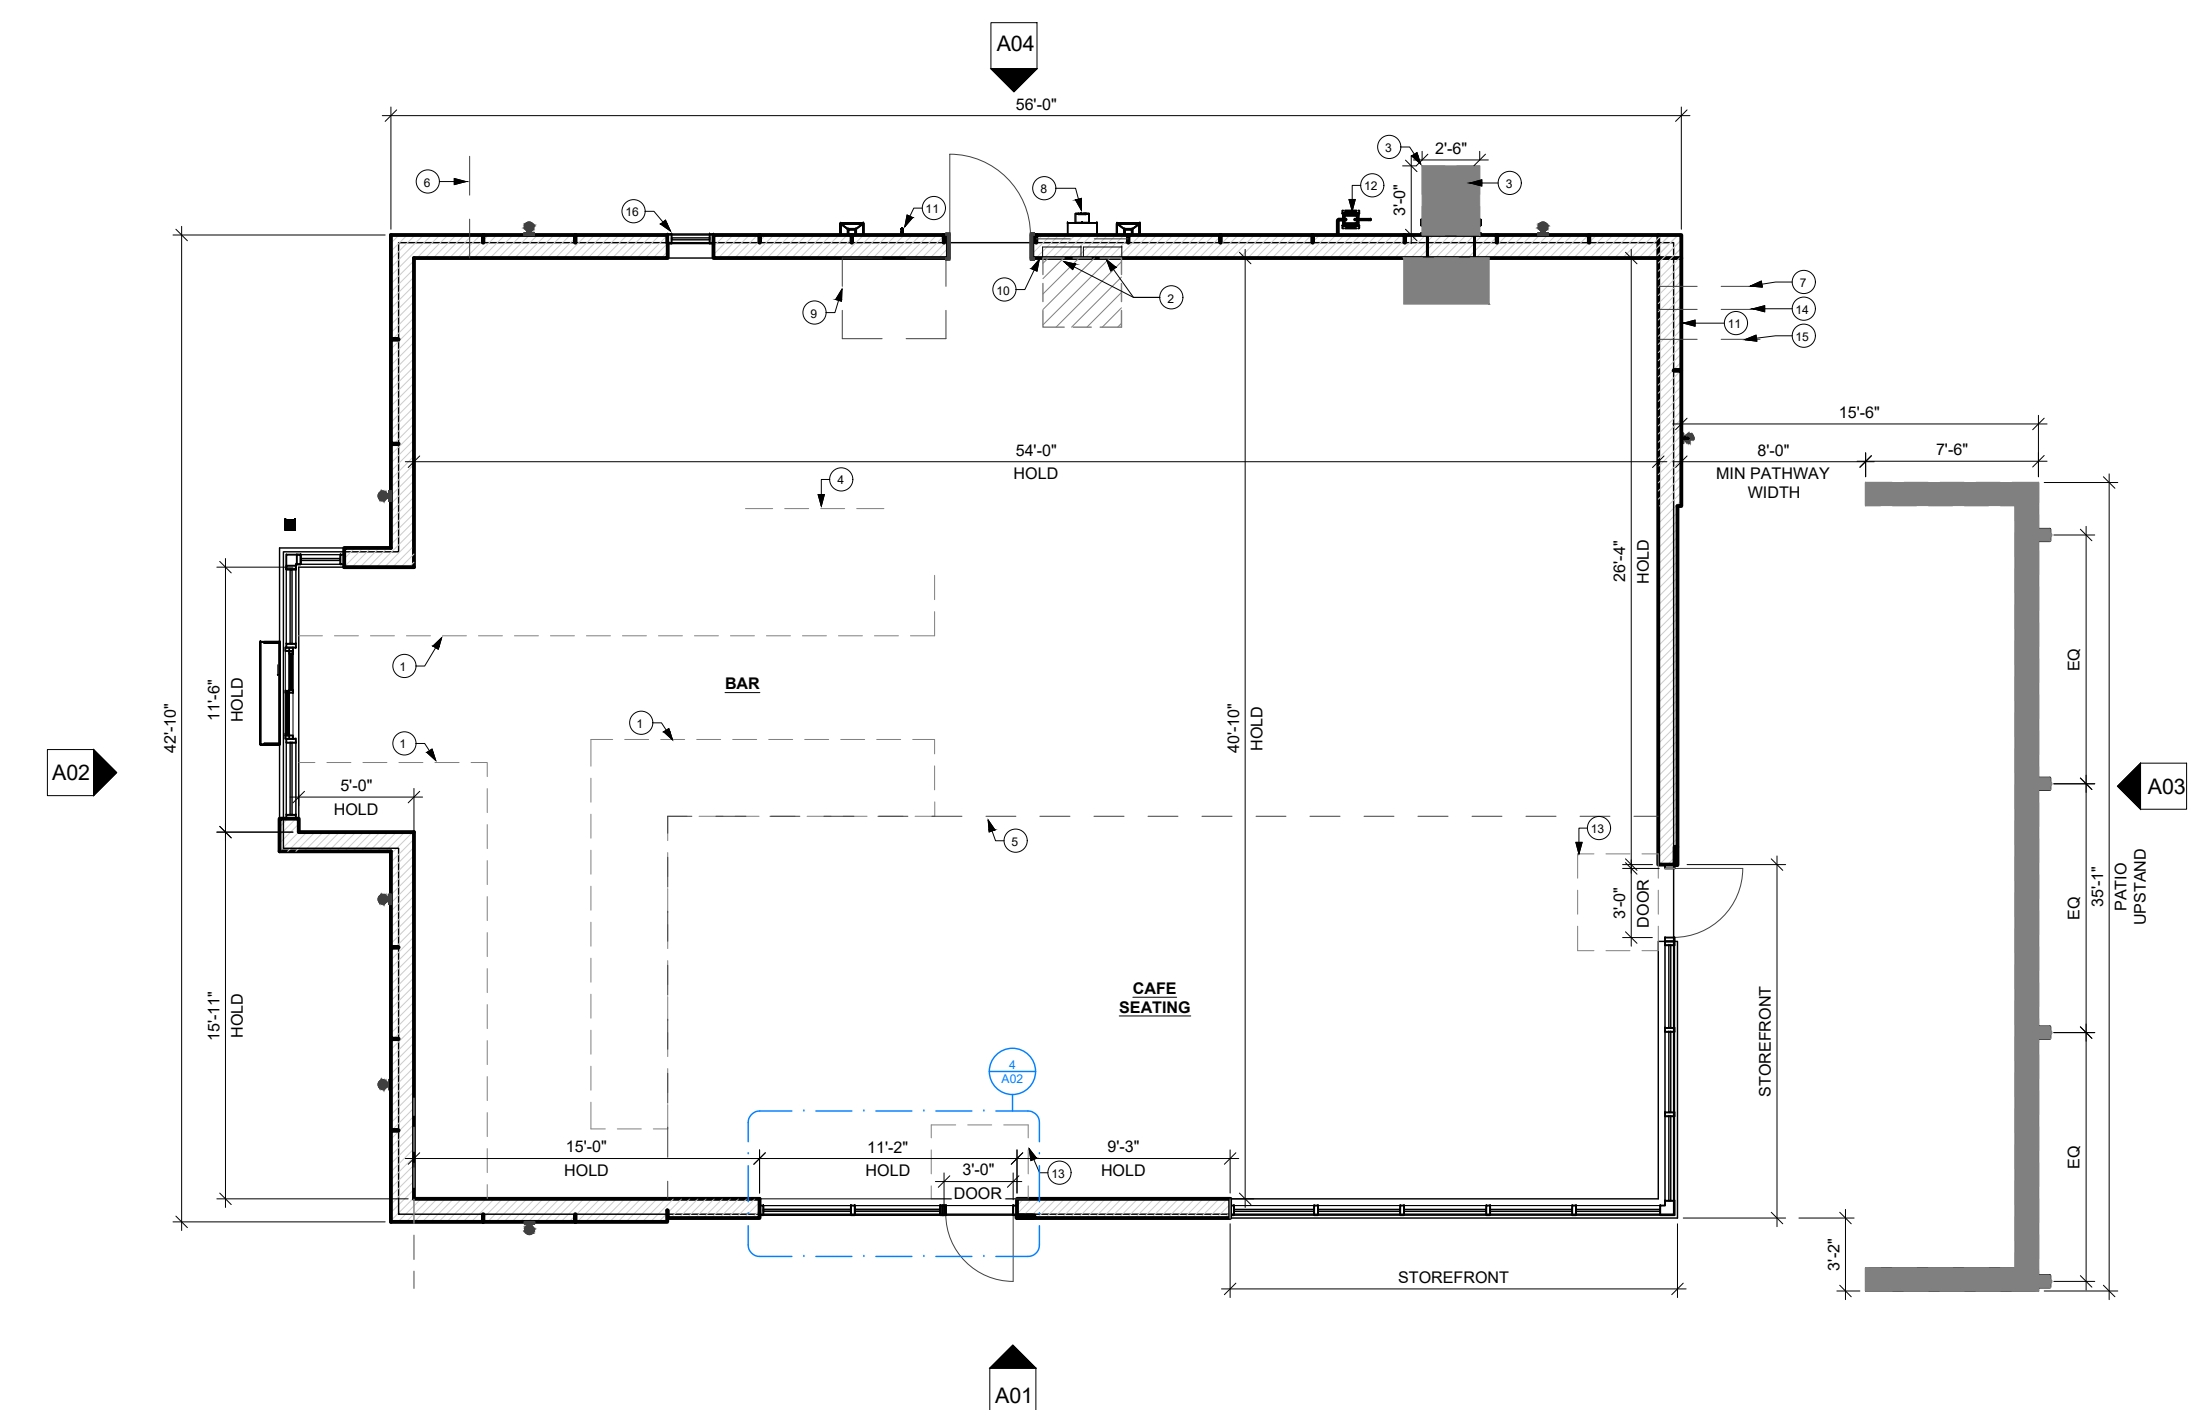 A04
56'-0"
3
2'-6"
3
6
8
12
3'-0"
16
11
7
10
2
14
9
11
15
15'-6"
54'-0"
HOLD
8'-0"
MIN PATHWAY
WIDTH
7'-6"
4
26'-4"
HOLD
1
BAR
11'-6"
HOLD
42'-10"
1
1
40'-10"
HOLD
EQ
A02
5'-0"
HOLD
A03
5
13
3'-0"
DOOR
EQ
35'-1"
PATIO
UPSTAND
CAFE
SEATING
15'-11"
HOLD
STOREFRONT
4
A02
15'-0"
HOLD
11'-2"
HOLD
9'-3"
HOLD
3'-0"
DOOR
13
EQ
3'-2"
STOREFRONT
A01